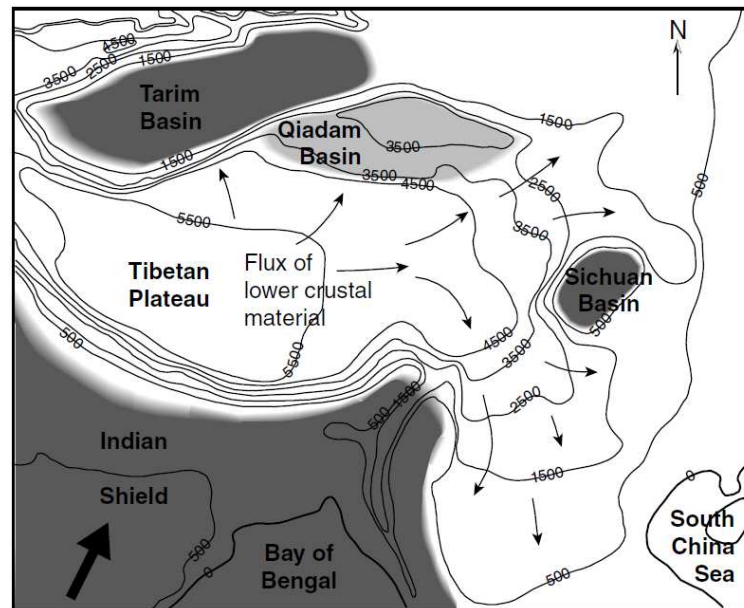 4500
3500
2500
1500
N
Tarim
Basin
Qiadam
Basin
3500
1500
1500
3500
4500
2500
500
5500
3500
Tibetan
Plateau
Flux of
lower crustal
material
Sichuan
Basin
500
500
5500
4500
3500
2500
500
1500
Indian
Shield
1500
500
0
Bay of
Bengal
0
South
China
Sea
500